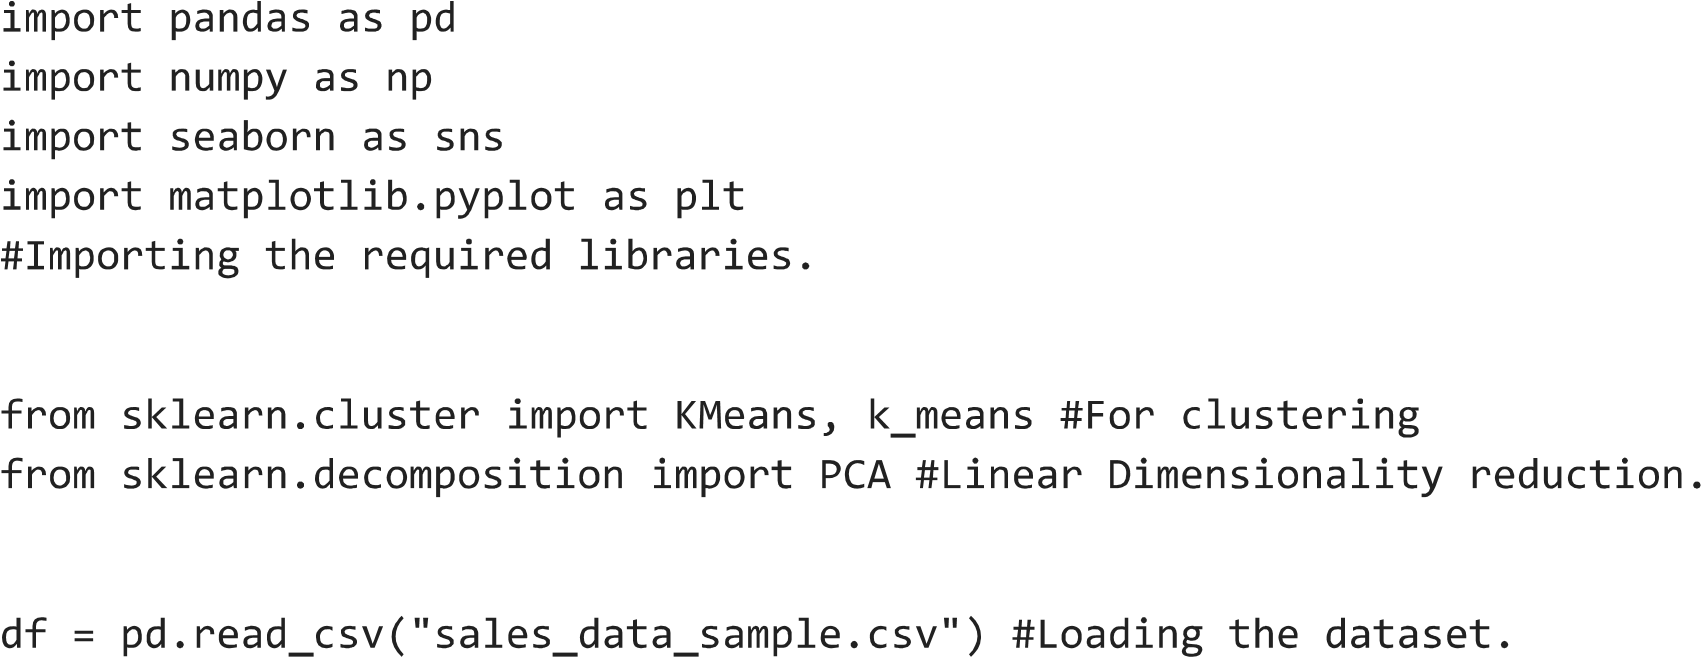 import pandas as pd
import numpy as np
import seaborn as sns
import matplotlib.pyplot as plt
#Importing the required libraries.
from sklearn.cluster import KMeans, k_means #For clustering
from sklearn.decomposition import PCA #Linear Dimensionality reduction.
df = pd.read_csv("sales_data_sample.csv") #Loading the dataset.